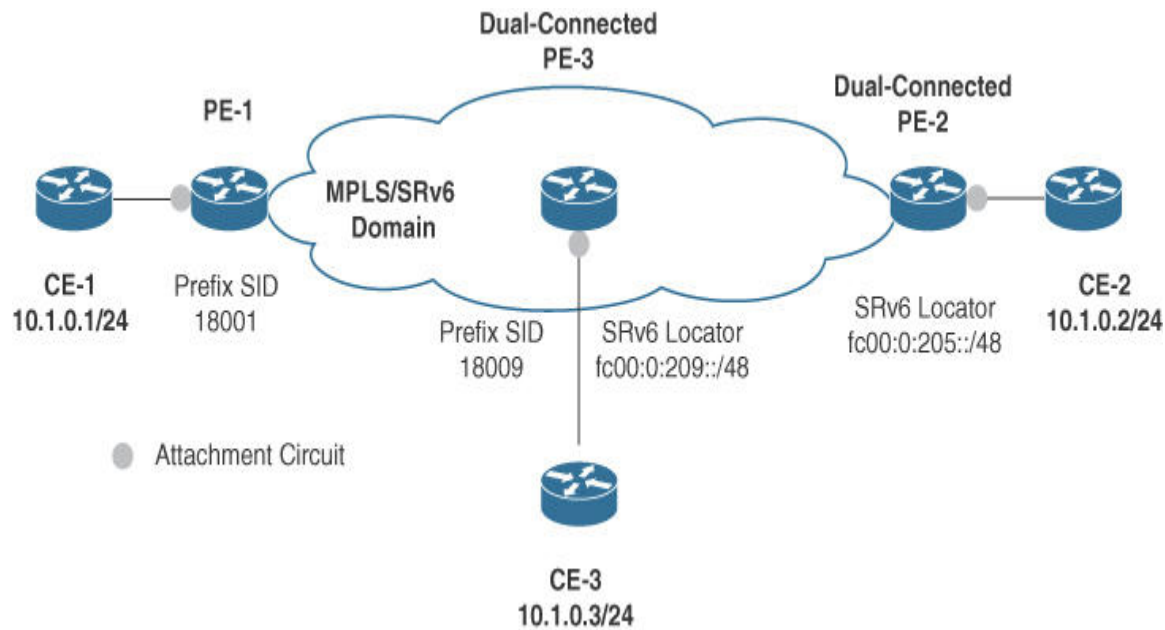 Dual-Connected
PE-3
Dual-Connected
PE-2
PE-1
MPLS/SRv6
Domain
CE-1
10.1.0.1/24
Prefix SID
18001
Prefix SID
18009
SRv6 Locator
fc00:0:209::/48
SRv6 Locator
fc00:0:205::/48
CE-2
10.1.0.2/24
Attachment Circuit
CE-3
10.1.0.3/24